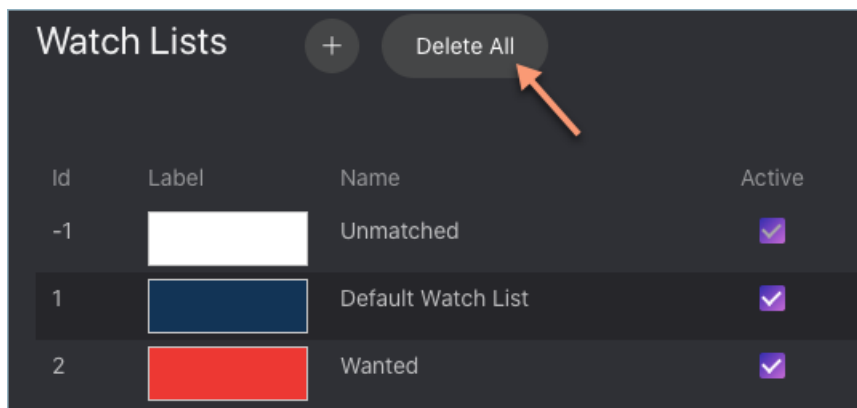 Watch Lists + Delete All
Id Label Name Active
-1 Unmatched
1 Default Watch List
2 Wanted